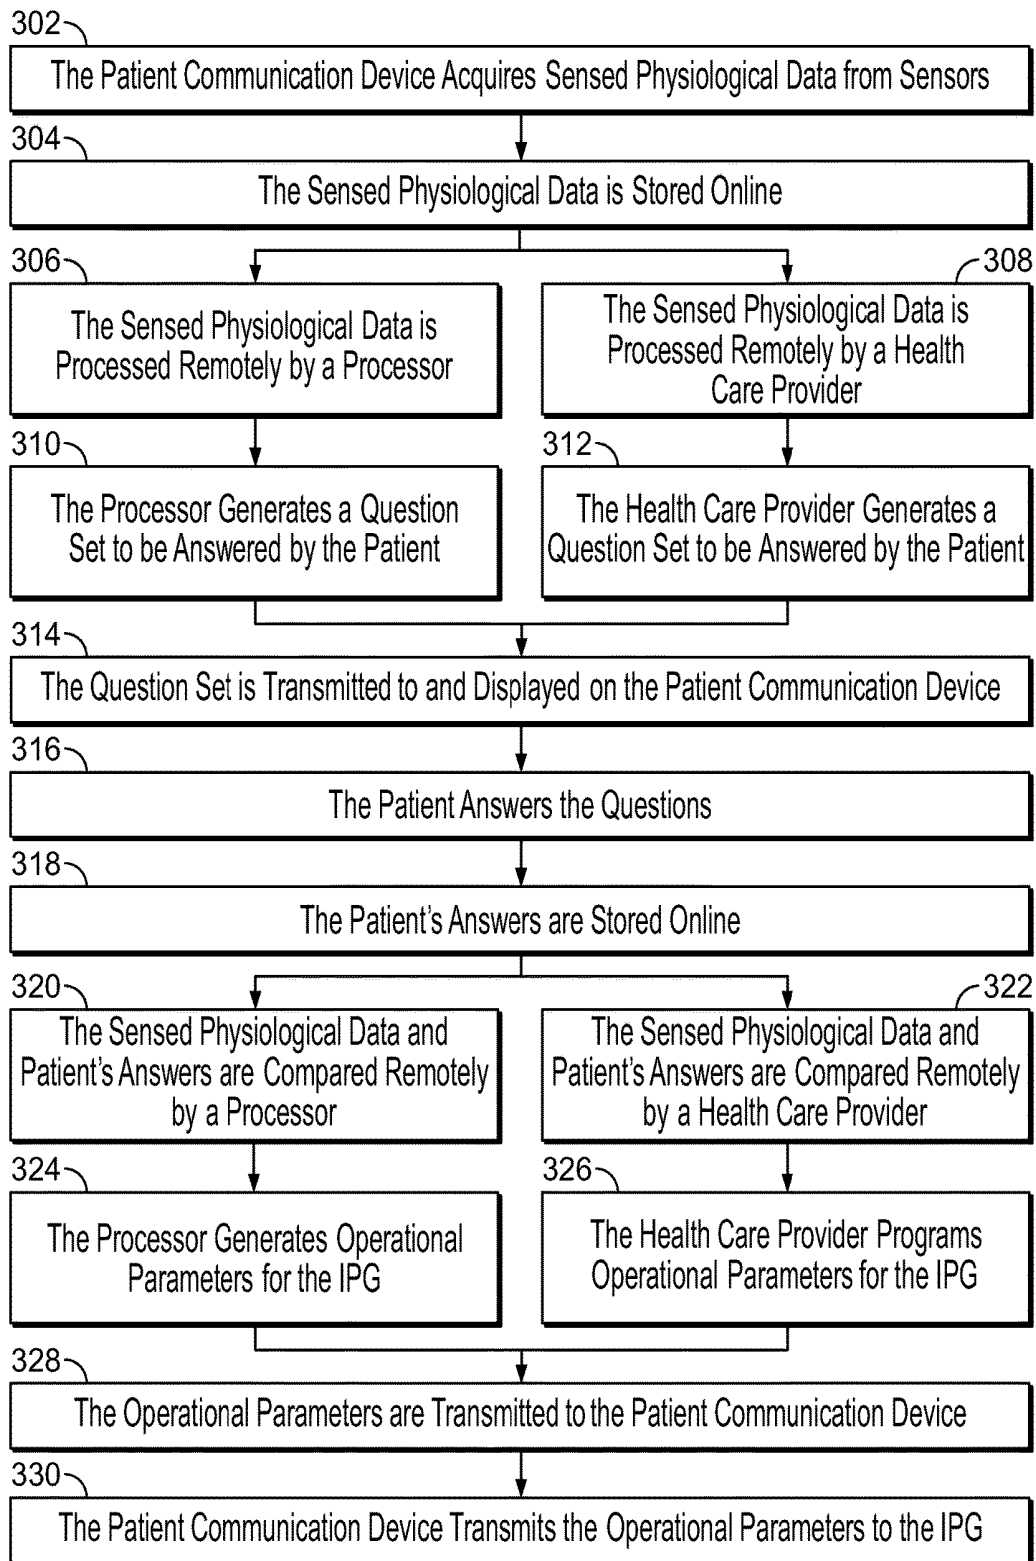 302
The Patient Communication Device Acquires Sensed Physiological Data from Sensors
304
The Sensed Physiological Data is Stored Online
306
The Sensed Physiological Data is
Processed Remotely by a Processor
308
The Sensed Physiological Data is
Processed Remotely by a Health
Care Provider
310
The Processor Generates a Question
Set to be Answered by the Patient
312
The Health Care Provider Generates a
Question Set to be Answered by the Patient
314
The Question Set is Transmitted to and Displayed on the Patient Communication Device
316
The Patient Answers the Questions
318
The Patient's Answers are Stored Online
320
The Sensed Physiological Data and
Patient's Answers are Compared Remotely
by a Processor
322
The Sensed Physiological Data and
Patient's Answers are Compared Remotely
by a Health Care Provider
324
The Processor Generates Operational
Parameters for the IPG
326
The Health Care Provider Programs
Operational Parameters for the IPG
328
The Operational Parameters are Transmitted to the Patient Communication Device
330
The Patient Communication Device Transmits the Operational Parameters to the IPG